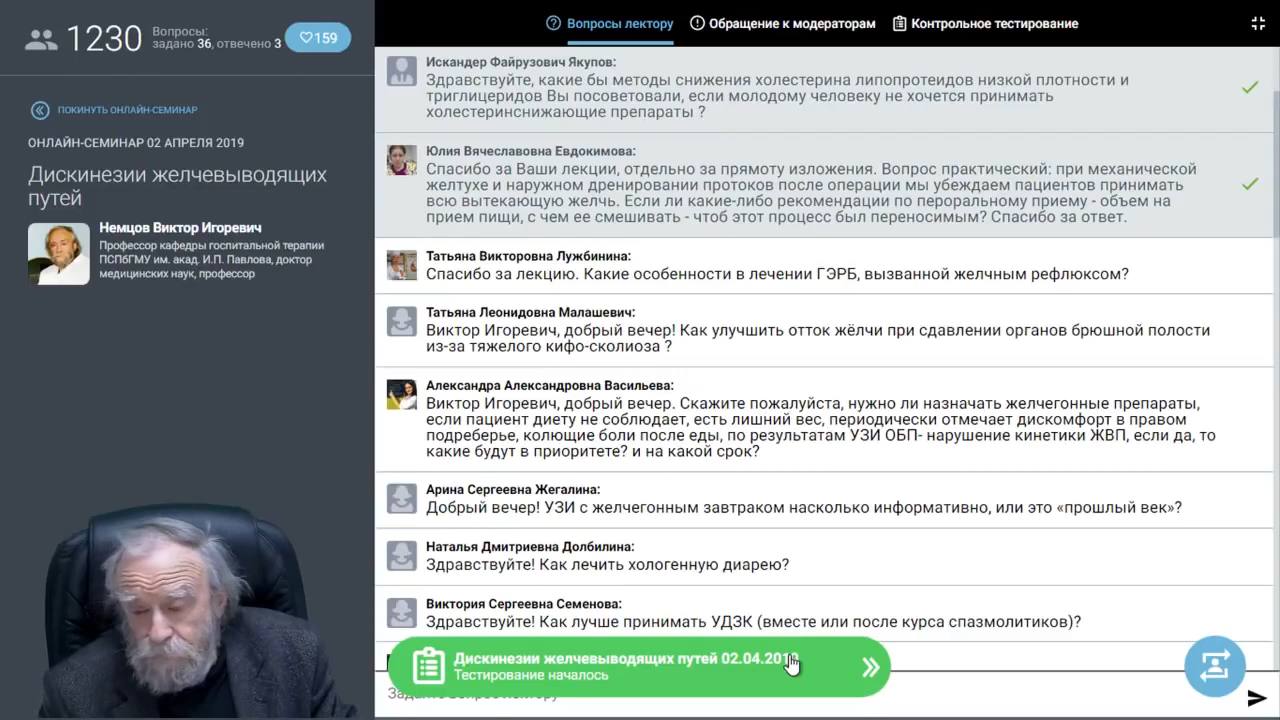 1230
Вопросы:
задано 36, отвечено 3
159
ПОКИНУТЬ ОНЛАЙН-СЕМИНАР
ОНЛАЙН-СЕМИНАР 02 АПРЕЛЯ 2019
Дискинезии желчевыводящих
путей
Немцов Виктор Игоревич
Профессор кафедры госпитальной терапии
ПСПбГМУ им. акад. И.П. Павлова, доктор
медицинских наук, профессор
Вопросы лектору
Обращение к модераторам
Контрольное тестирование
Искандер Файрузович Якупов:
Здравствуйте, какие бы методы снижения холестерина липопротеидов низкой плотности и
триглицеридов Вы посоветовали, если молодому человеку не хочется принимать
холестеринснижающие препараты ?
Юлия Вячеславовна Евдокимова:
Спасибо за Ваши лекции, отдельно за прямоту изложения. Вопрос практический: при механической
желтухе и наружном дренировании протоков после операции мы убеждаем пациентов принимать
всю вытекающую желчь. Если ли какие-либо рекомендации по пероральному приему - объем на
прием пищи, с чем ее смешивать - чтоб этот процесс был переносимым? Спасибо за ответ.
Татьяна Викторовна Лужбинина:
Спасибо за лекцию. Какие особенности в лечении ГЭРБ, вызванной желчным рефлюксом?
Татьяна Леонидовна Малашевич:
Виктор Игоревич, добрый вечер! Как улучшить отток жёлчи при сдавлении органов брюшной полости
из-за тяжелого кифо-сколиоза ?
Александра Александровна Васильева:
Виктор Игоревич, добрый вечер. Скажите пожалуйста, нужно ли назначать желчегонные препараты,
если пациент диету не соблюдает, есть лишний вес, периодически отмечает дискомфорт в правом
подреберье, колющие боли после еды, по результатам УЗИ ОБП- нарушение кинетики ЖВП, если да, то
какие будут в приоритете? и на какой срок?
Арина Сергеевна Жегалина:
Добрый вечер! УЗИ с желчегонным завтраком насколько информативно, или это «прошлый век»?
Наталья Дмитриевна Долбилина:
Здравствуйте! Как лечить хологенную диарею?
Виктория Сергеевна Семенова:
Здравствуйте! Как лучше принимать УДЗК (вместе или после курса спазмолитиков)?
Дискинезии желчевыводящих путей 02.04.2019
Тестирование началось